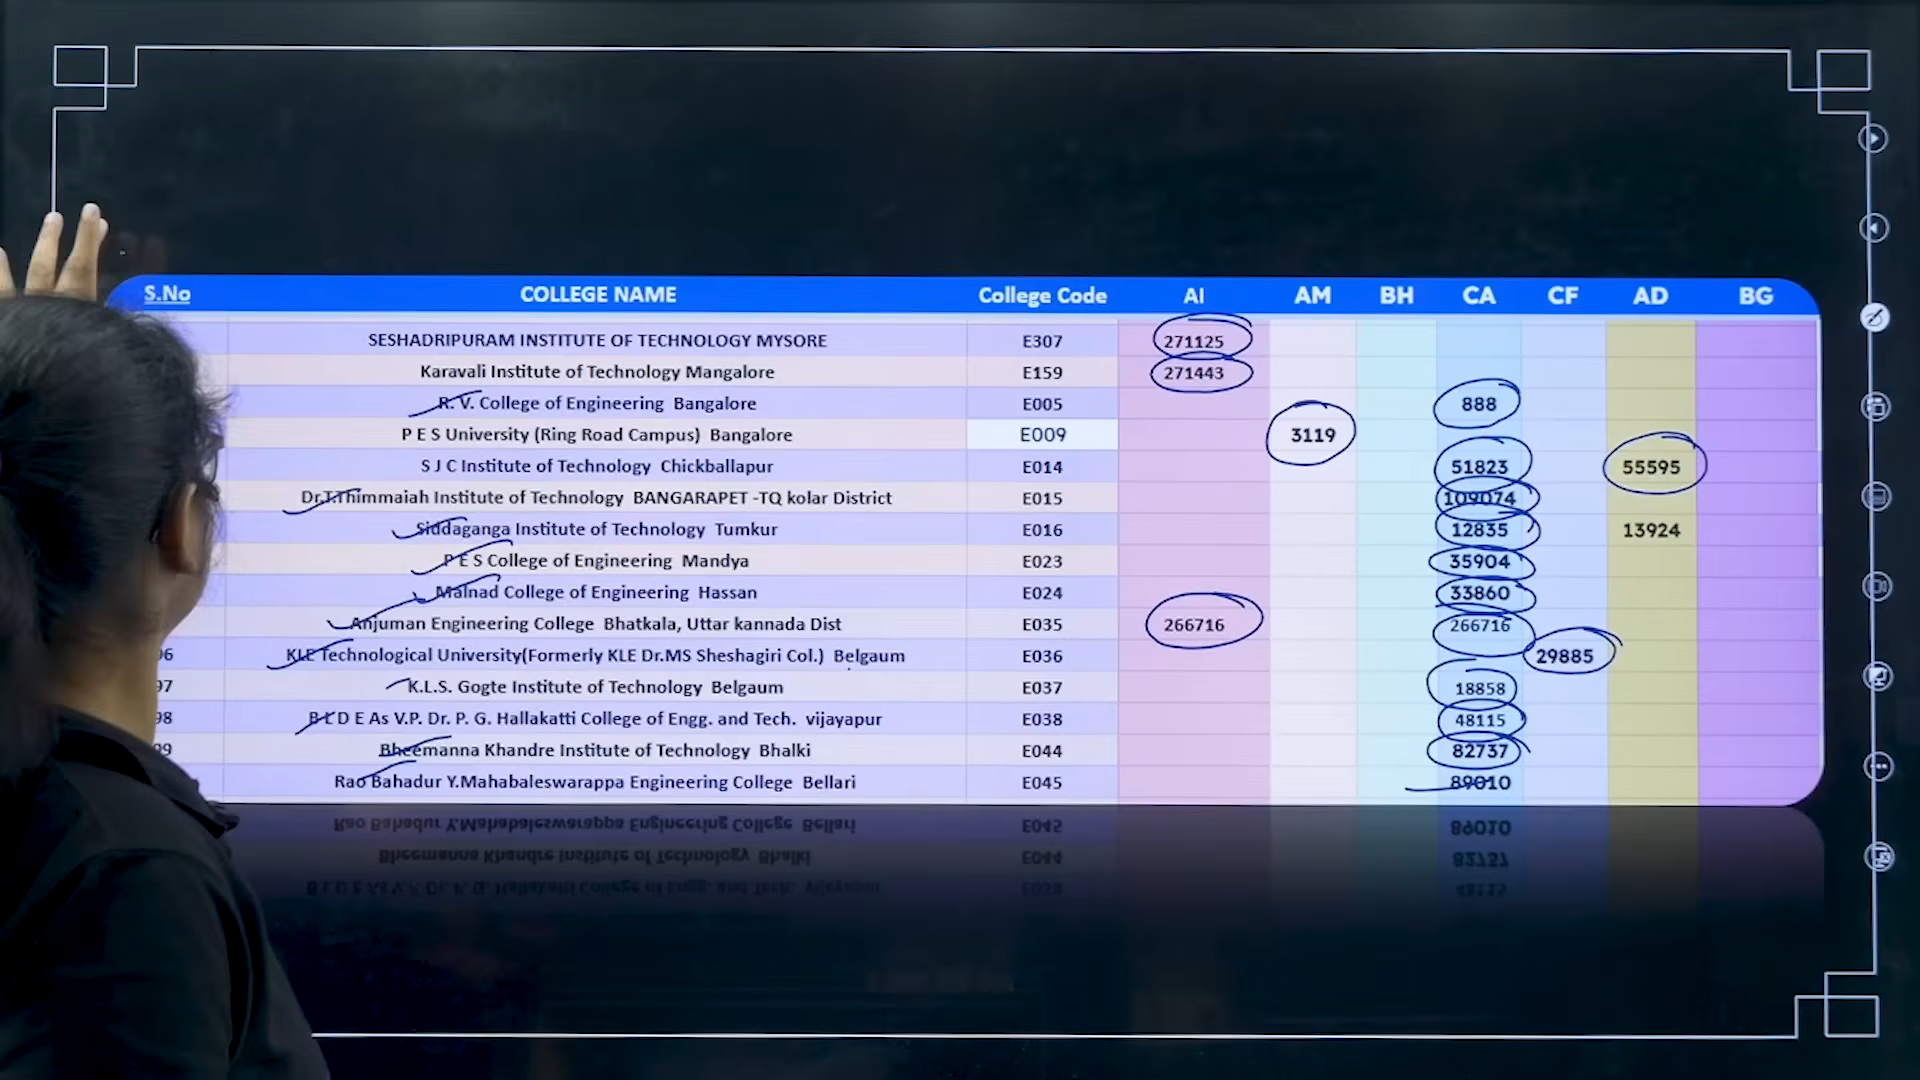 S.No COLLEGE NAME College Code AI AM BH CA CF AD BG
SESHADRIPURAM INSTITUTE OF TECHNOLOGY MYSORE E307 271125
Karavali Institute of Technology Mangalore E159 271443
R. V. College of Engineering Bangalore E005 888
P E S University (Ring Road Campus) Bangalore E009 3119
S J C Institute of Technology Chickballapur E014 51823 55595
Dr.T.Thimmaiah Institute of Technology BANGARAPET -TQ kolar District E015 109074
Siddaganga Institute of Technology Tumkur E016 12835 13924
P E S College of Engineering Mandya E023 35904
Malnad College of Engineering Hassan E024 33860
Anjuman Engineering College Bhatkala, Uttar kannada Dist E035 266716 266716
96 KLE Technological University(Formerly KLE Dr.MS Sheshagiri Col.) Belgaum E036 29885
97 K.L.S. Gogte Institute of Technology Belgaum E037 18858
98 B L D E As V.P. Dr. P. G. Hallakatti College of Engg. and Tech. vijayapur E038 48115
99 Bheemanna Khandre Institute of Technology Bhalki E044 82737
Rao Bahadur Y.Mahabaleswarappa Engineering College Bellari E045 89010